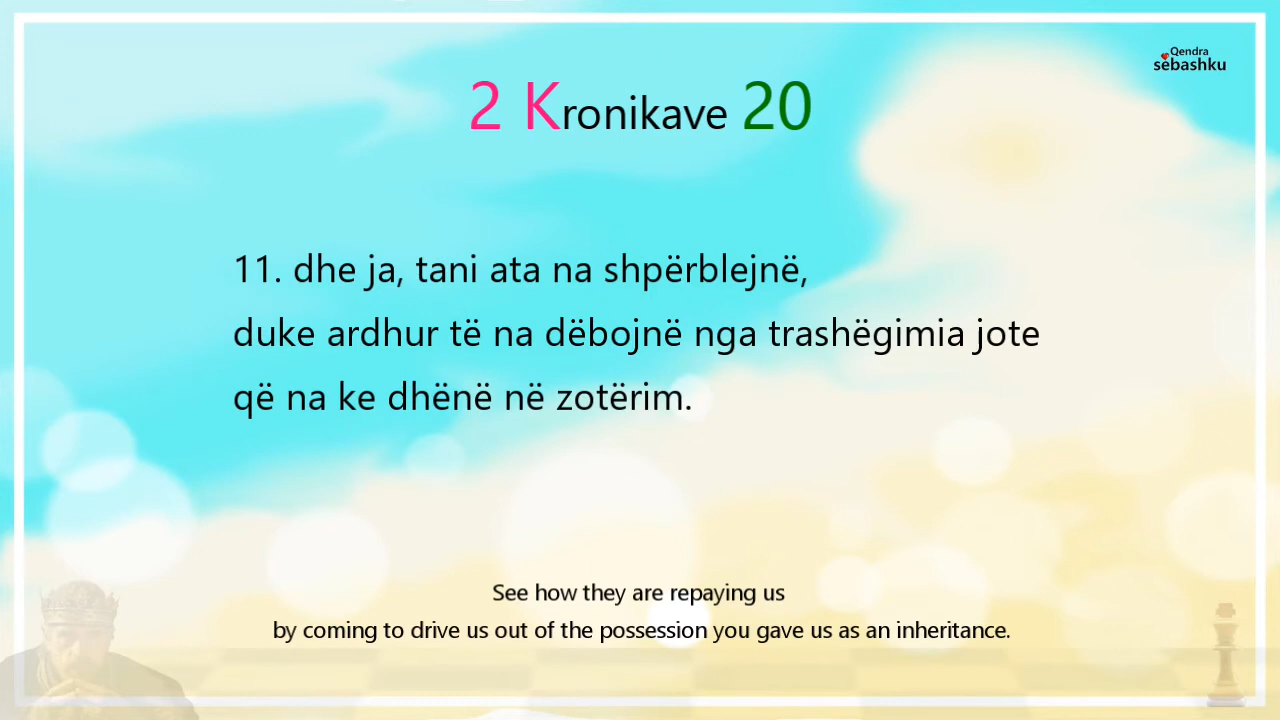 Qendra
sëbashku
2 Kronikave 20
11. dhe ja, tani ata na shpërblejnë,
duke ardhur të na dëbojnë nga trashëgimia jote
që na ke dhënë në zotërim.
See how they are repaying us
by coming to drive us out of the possession you gave us as an inheritance.